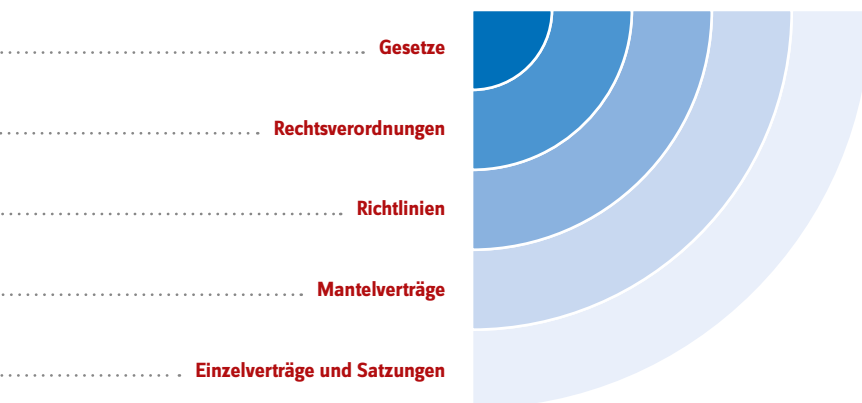 Gesetze
Rechtsverordnungen
Richtlinien
Mantelverträge
Einzelverträge und Satzungen